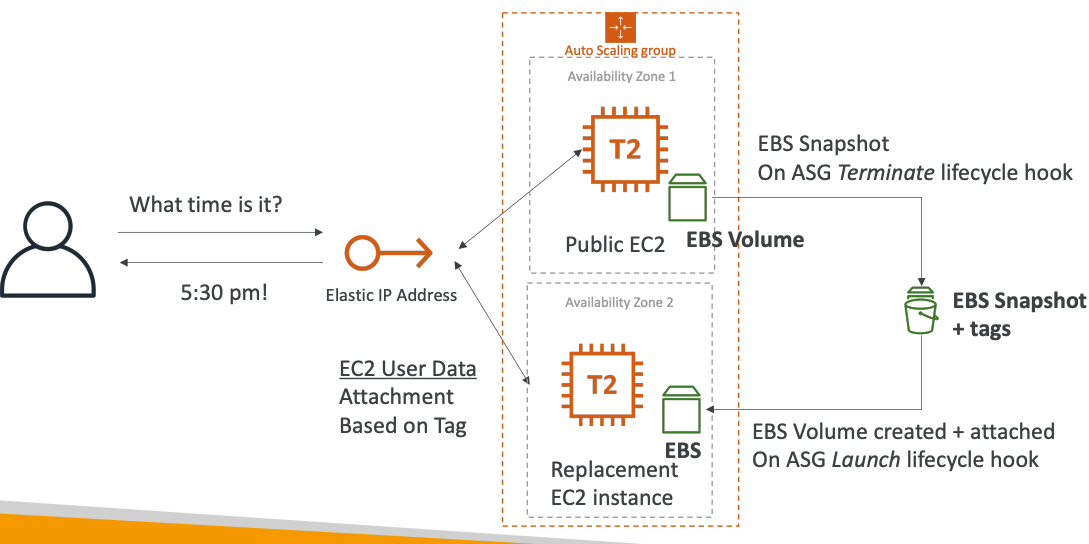 Auto Scaling group
Availability Zone 1
T2
Public EC2
EBS Volume
EBS Snapshot
On ASG Terminate lifecycle hook
What time is it?
5:30 pm!
Elastic IP Address
EC2 User Data
Attachment
Based on Tag
Availability Zone 2
T2
EBS
Replacement
EC2 instance
EBS Snapshot
+ tags
EBS Volume created + attached
On ASG Launch lifecycle hook